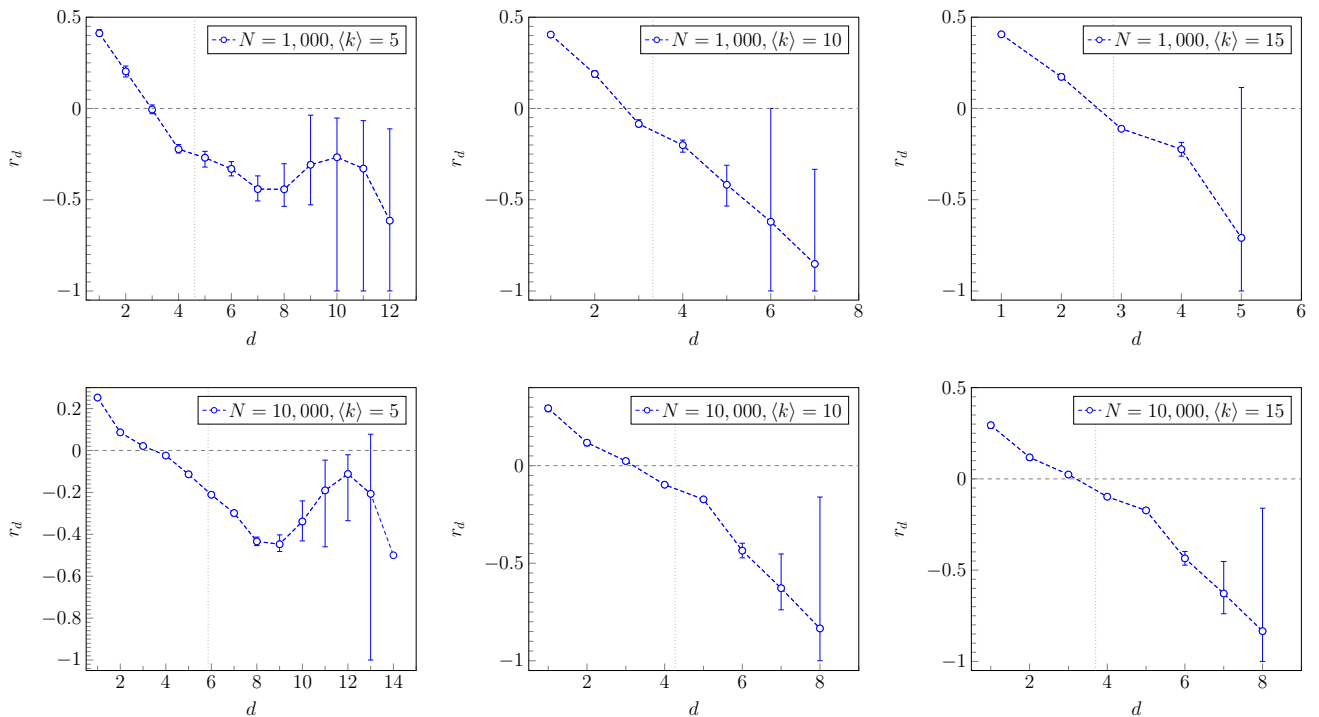 0.5
0
−0.5
−1
r_d
2 4 6 8 10 12
d
N = 1,000, ⟨k⟩ = 5
0.5
0
−0.5
−1
r_d
2 4 6 8
d
N = 1,000, ⟨k⟩ = 10
0.5
0
−0.5
−1
r_d
1 2 3 4 5 6
d
N = 1,000, ⟨k⟩ = 15
0.2
0
−0.2
−0.4
−0.6
−0.8
−1
r_d
2 4 6 8 10 12 14
d
N = 10,000, ⟨k⟩ = 5
0
−0.5
−1
r_d
2 4 6 8
d
N = 10,000, ⟨k⟩ = 10
0.5
0
−0.5
−1
r_d
2 4 6 8
d
N = 10,000, ⟨k⟩ = 15